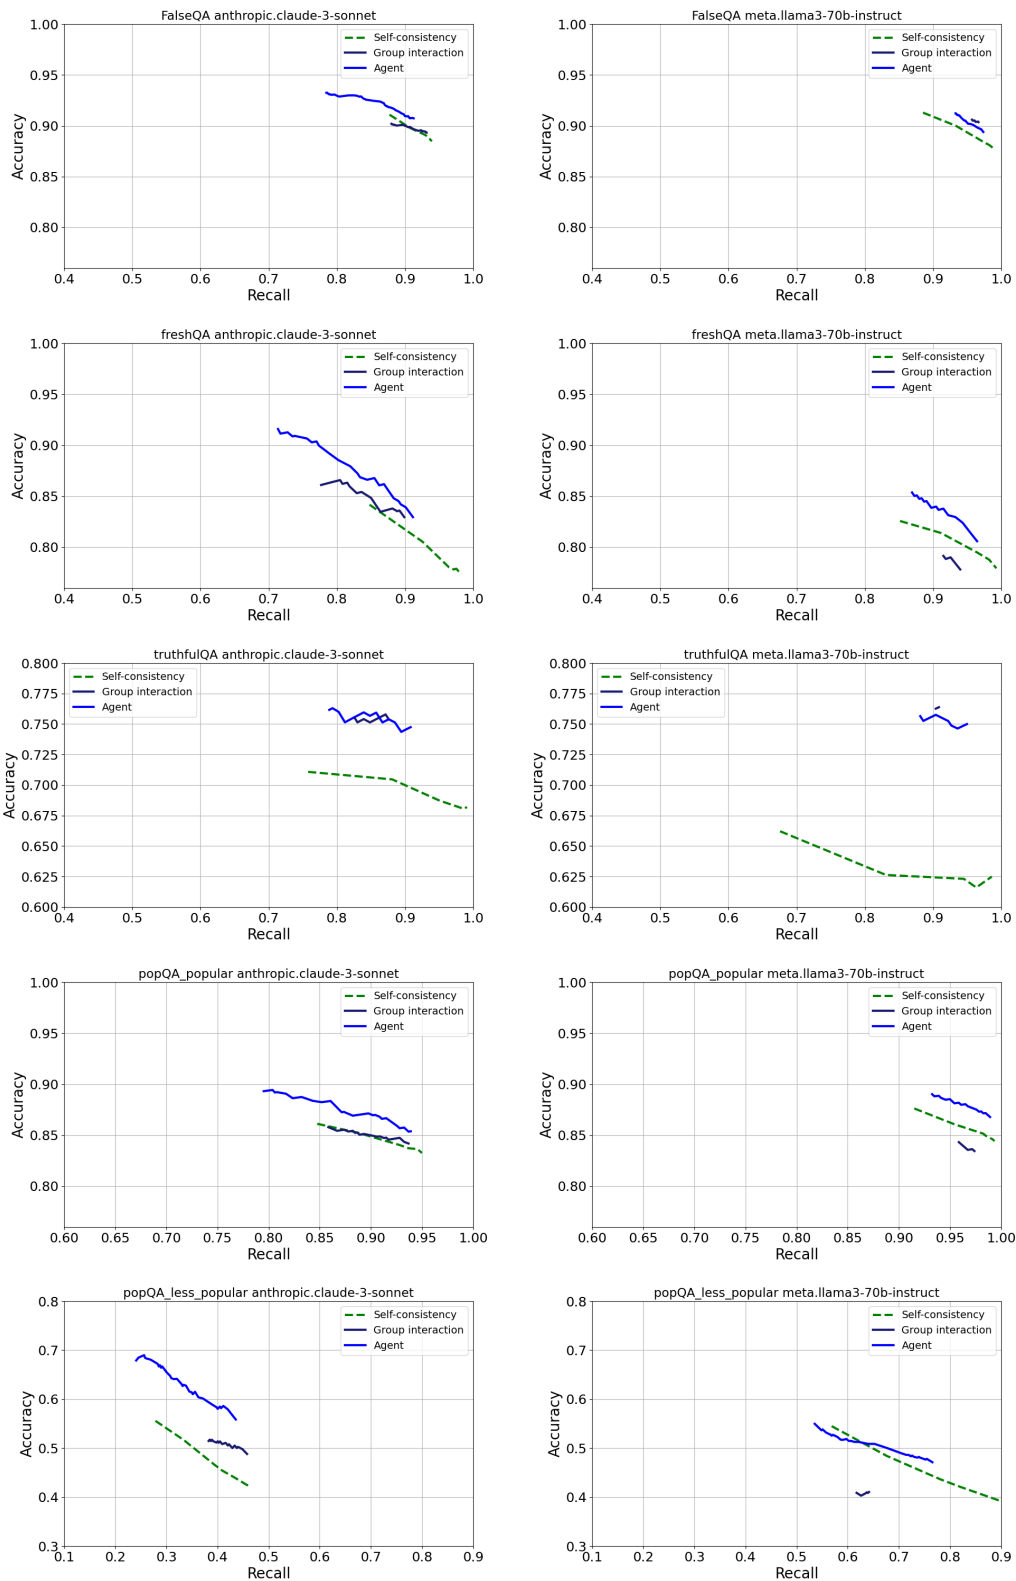 FalseQA anthropic.claude-3-sonnet
1.00
0.95
0.90
0.85
0.80
Accuracy
Self-consistency
Group interaction
Agent
0.4 0.5 0.6 0.7 0.8 0.9 1.0
Recall
FalseQA meta.llama3-70b-instruct
1.00
0.95
0.90
0.85
0.80
Accuracy
Self-consistency
Group interaction
Agent
0.4 0.5 0.6 0.7 0.8 0.9 1.0
Recall
freshQA anthropic.claude-3-sonnet
1.00
0.95
0.90
0.85
0.80
Accuracy
Self-consistency
Group interaction
Agent
0.4 0.5 0.6 0.7 0.8 0.9 1.0
Recall
freshQA meta.llama3-70b-instruct
1.00
0.95
0.90
0.85
0.80
Accuracy
Self-consistency
Group interaction
Agent
0.4 0.5 0.6 0.7 0.8 0.9 1.0
Recall
truthfulQA anthropic.claude-3-sonnet
0.800
0.775
0.750
0.725
0.700
0.675
0.650
0.625
0.600
Accuracy
Self-consistency
Group interaction
Agent
0.4 0.5 0.6 0.7 0.8 0.9 1.0
Recall
truthfulQA meta.llama3-70b-instruct
0.800
0.775
0.750
0.725
0.700
0.675
0.650
0.625
0.600
Accuracy
Self-consistency
Group interaction
Agent
0.4 0.5 0.6 0.7 0.8 0.9 1.0
Recall
popQA_popular anthropic.claude-3-sonnet
1.00
0.95
0.90
0.85
0.80
Accuracy
Self-consistency
Group interaction
Agent
0.60 0.65 0.70 0.75 0.80 0.85 0.90 0.95 1.00
Recall
popQA_popular meta.llama3-70b-instruct
1.00
0.95
0.90
0.85
0.80
Accuracy
Self-consistency
Group interaction
Agent
0.60 0.65 0.70 0.75 0.80 0.85 0.90 0.95 1.00
Recall
popQA_less_popular anthropic.claude-3-sonnet
0.8
0.7
0.6
0.5
0.4
0.3
Accuracy
Self-consistency
Group interaction
Agent
0.1 0.2 0.3 0.4 0.5 0.6 0.7 0.8 0.9
Recall
popQA_less_popular meta.llama3-70b-instruct
0.8
0.7
0.6
0.5
0.4
0.3
Accuracy
Self-consistency
Group interaction
Agent
0.1 0.2 0.3 0.4 0.5 0.6 0.7 0.8 0.9
Recall